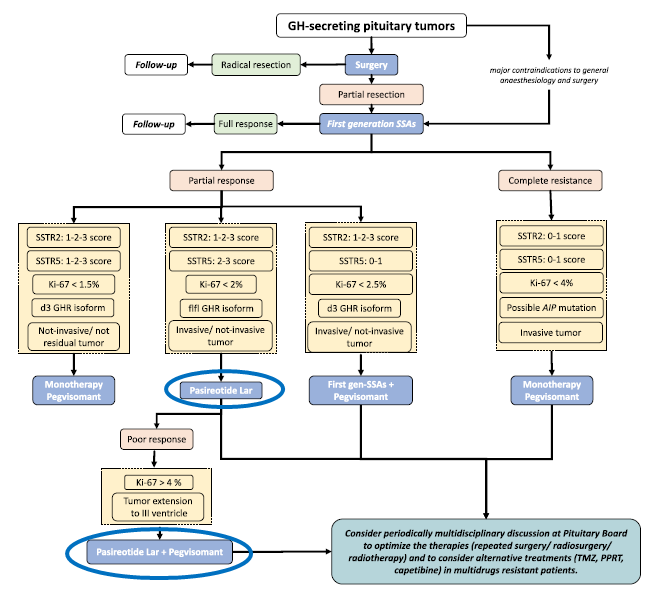 GH-secreting pituitary tumors
Follow-up
Radical resection
Surgery
major contraindications to general
anaesthesiology and surgery
Partial resection
Follow-up
Full response
First generation SSAs
Partial response
Complete resistance
SSTR2: 1-2-3 score
SSTR5: 1-2-3 score
Ki-67 < 1.5%
d3 GHR isoform
Not-invasive/ not
residual tumor
Monotherapy
Pegvisomant
SSTR2: 1-2-3 score
SSTR5: 2-3 score
Ki-67 < 2%
flfl GHR isoform
Invasive/ not-invasive
tumor
Pasireotide Lar
SSTR2: 1-2-3 score
SSTR5: 0-1
Ki-67 < 2.5%
d3 GHR isoform
Invasive/ not-invasive
tumor
First gen-SSAs +
Pegvisomant
SSTR2: 0-1 score
SSTR5: 0-1 score
Ki-67 < 4%
Possible AIP mutation
Invasive tumor
Monotherapy
Pegvisomant
Poor response
Ki-67 > 4 %
Tumor extension
to III ventricle
Pasireotide Lar + Pegvisomant
Consider periodically multidisciplinary discussion at Pituitary Board
to optimize the therapies (repeated surgery/ radiosurgery/
radiotherapy) and to consider alternative treatments (TMZ, PPRT,
capetibine) in multidrugs resistant patients.